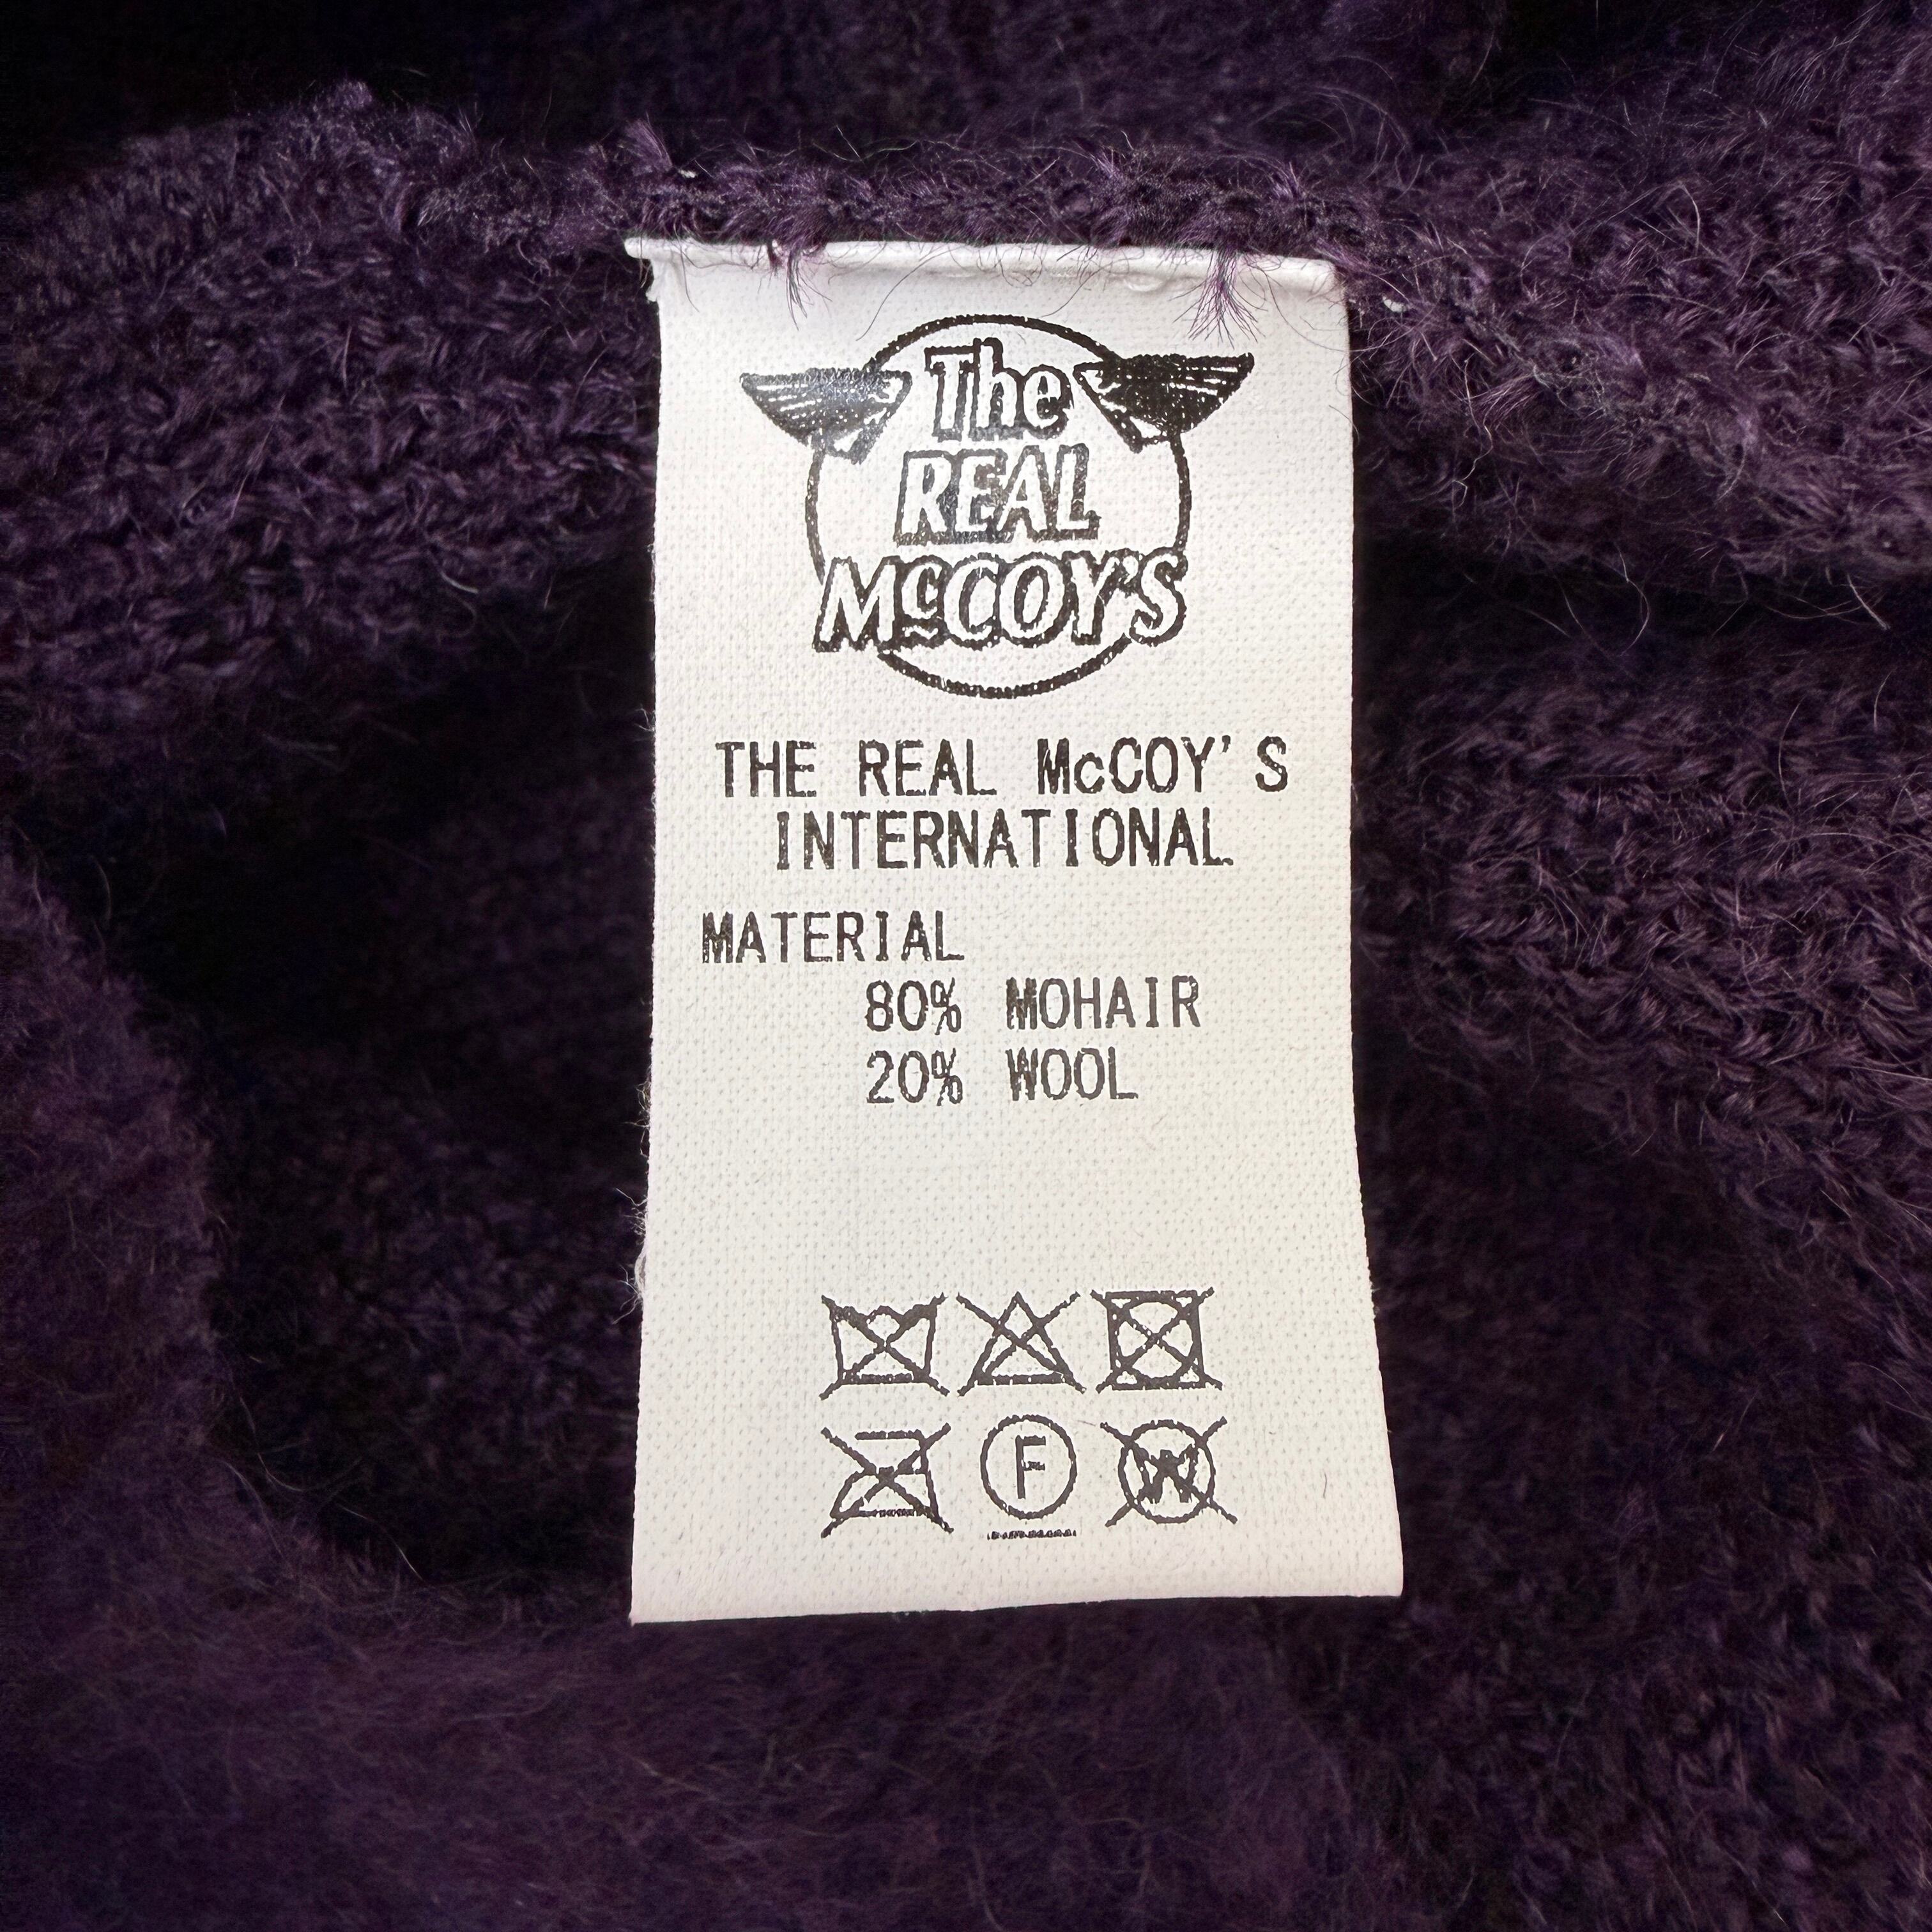 The
REAL
McCOY'S
THE REAL McCOY'S
INTERNATIONAL
MATERIAL
80% MOHAIR
20% WOOL
F W